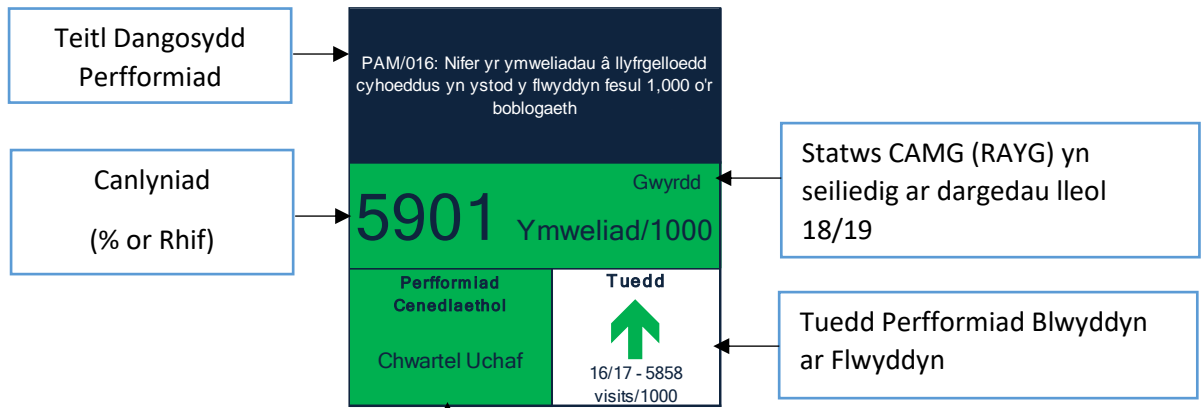 Teitl Dangosydd
Perfformiad
PAM/016: Nifer yr ymweliadau â llyfrgelloedd
cyhoeddus yn ystod y flwyddyn fesul 1,000 o'r
boblogaeth
Canlyniad
(% or Rhif)
Gwyrdd
5901 Ymweliad/1000
Statws CAMG (RAYG) yn
seiliedig ar dargedau lleol
18/19
Perfformiad
Cenedlaethol
Chwartel Uchaf
Tuedd
16/17 - 5858
visits/1000
Tuedd Perfformiad Blwyddyn
ar Flwyddyn